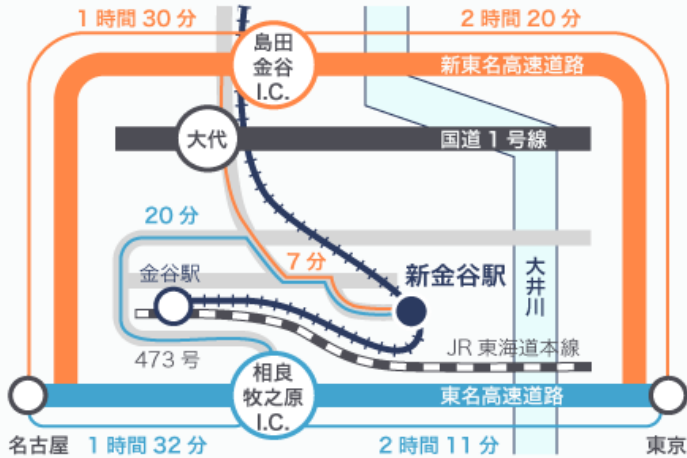 1 時間 30 分
2 時間 20 分
島田
金谷
I.C.
新東名高速道路
大代
国道 1 号線
20 分
7 分
金谷駅
新金谷駅
大井川
473 号
JR 東海道本線
相良
牧之原
I.C.
東名高速道路
名古屋
1 時間 32 分
2 時間 11 分
東京